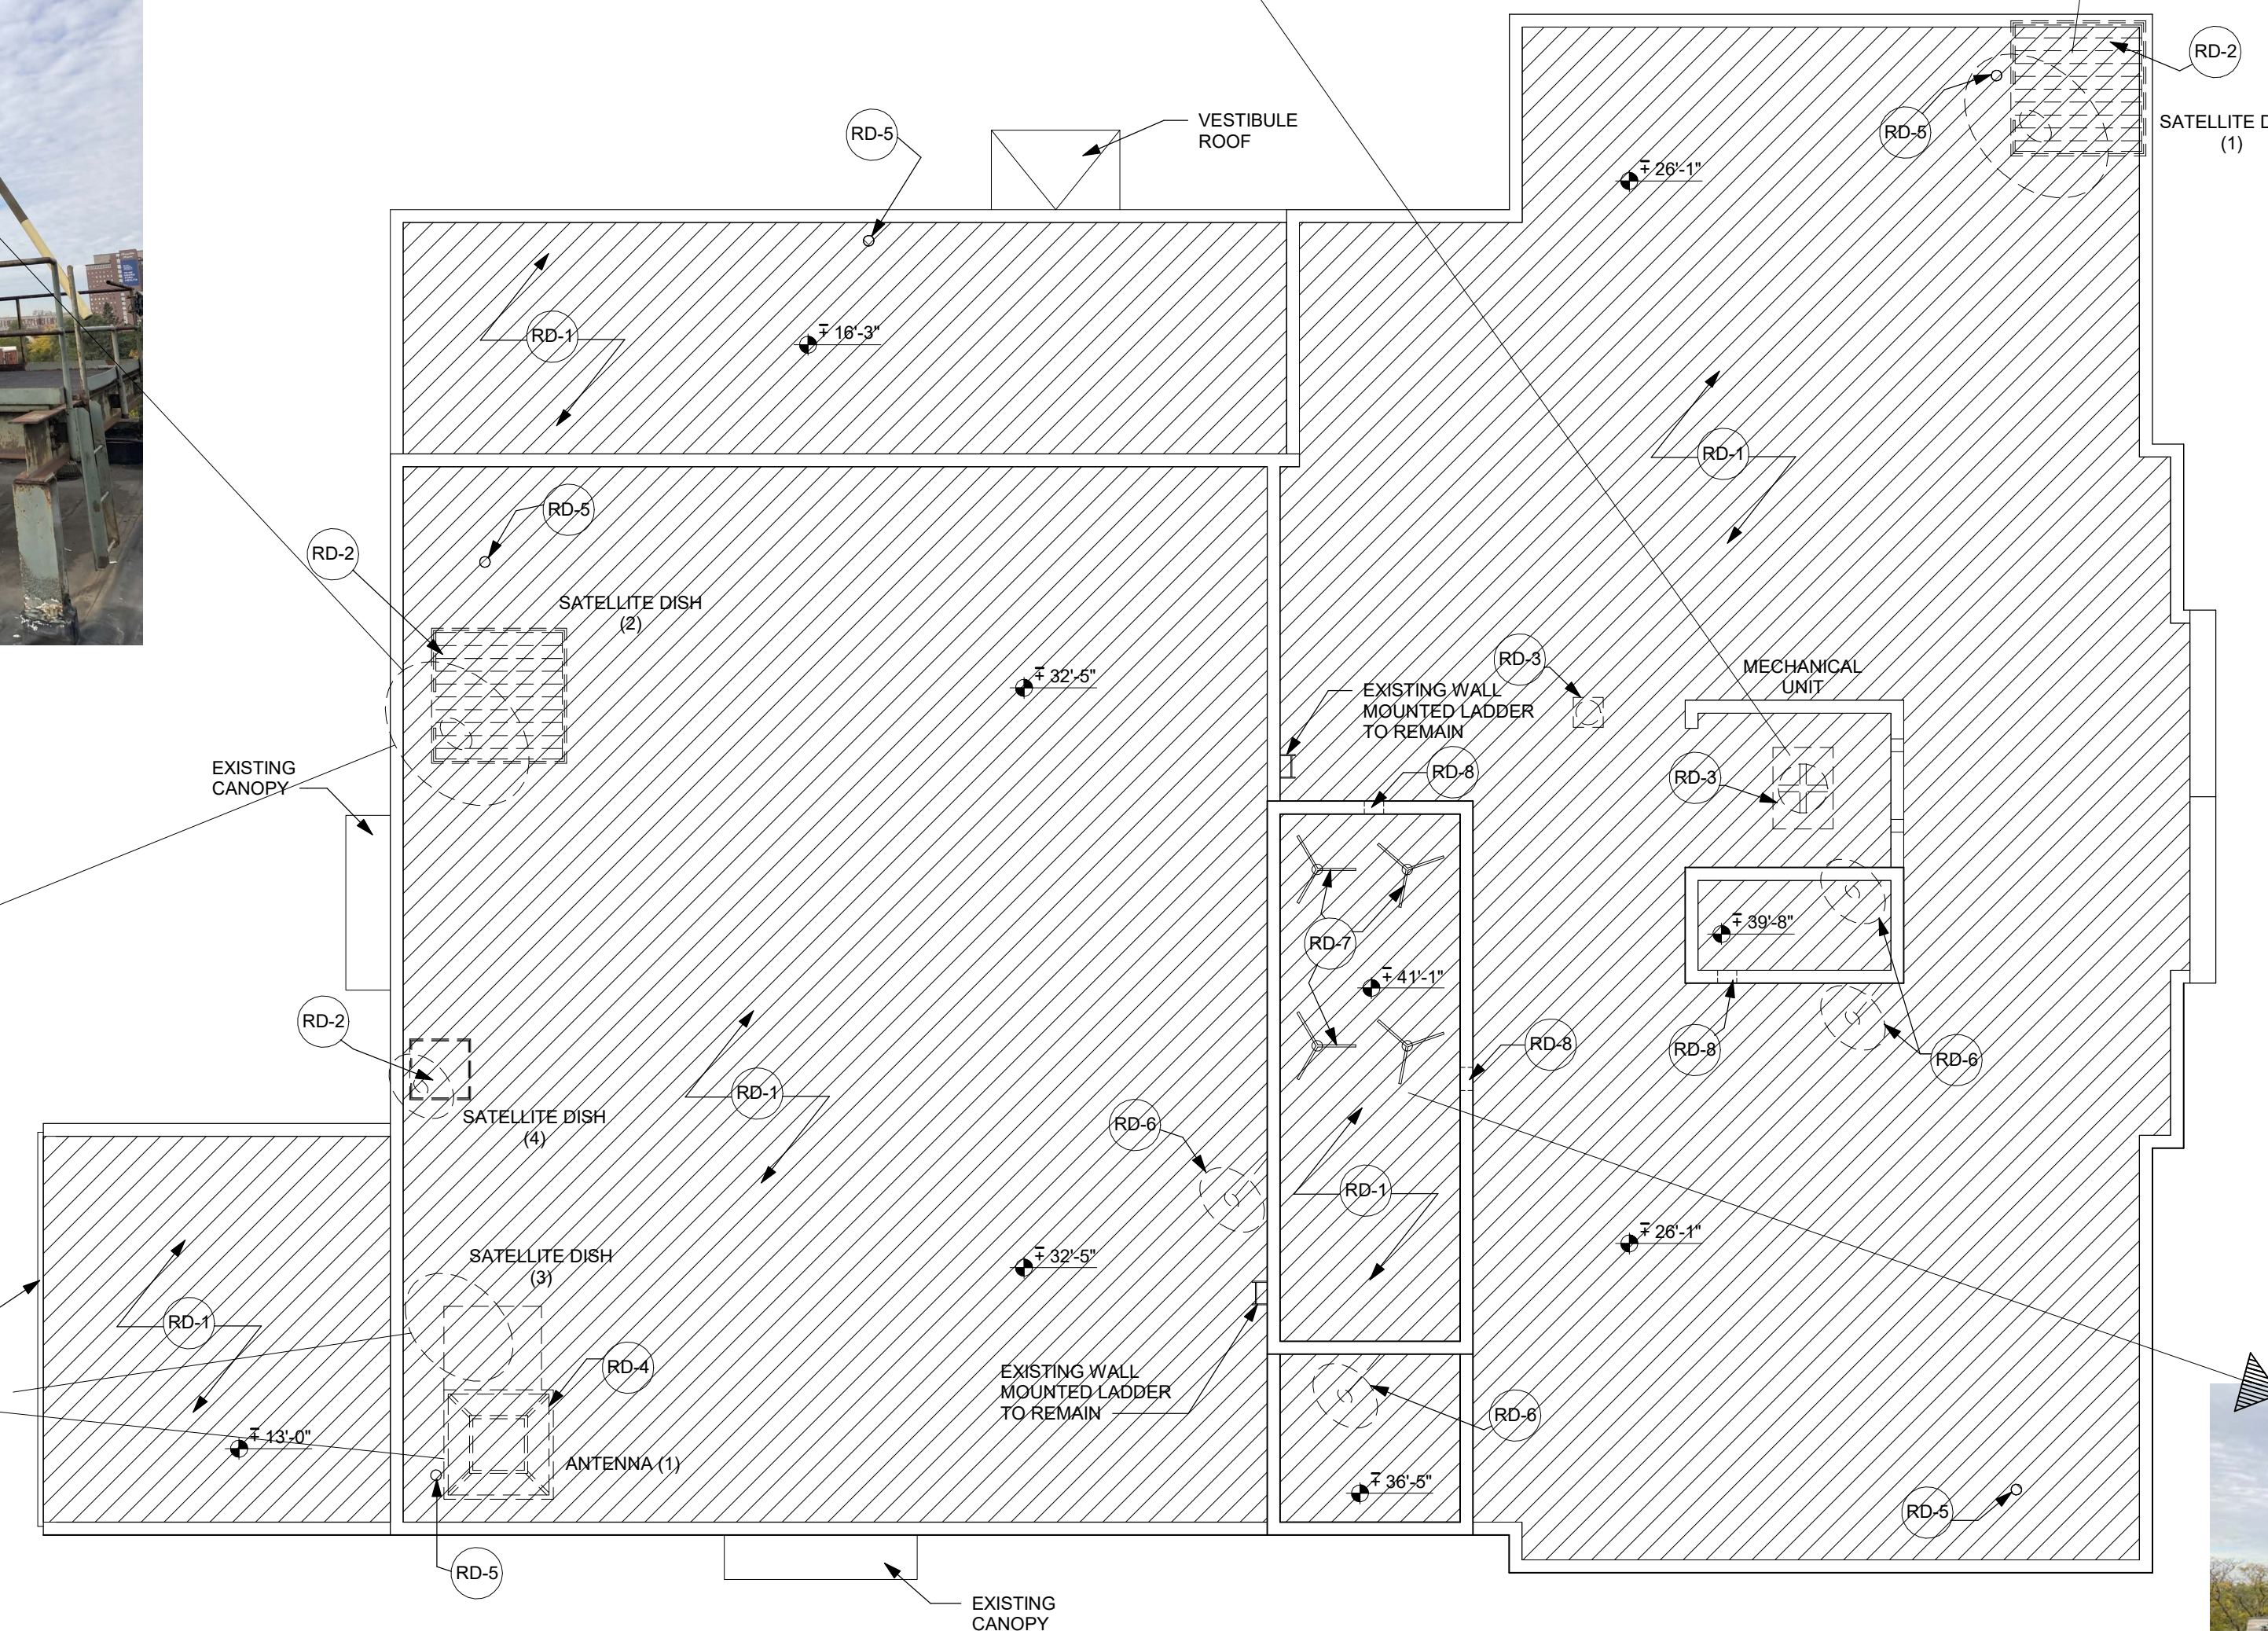 RD-2
SATELLITE D
(1)
RD-5
VESTIBULE
ROOF
RD-5
∓ 26'-1"
RD-1
∓ 16'-3"
RD-1
RD-5
RD-2
SATELLITE DISH
(2)
∓ 32'-5"
RD-3
EXISTING WALL
MOUNTED LADDER
TO REMAIN
MECHANICAL
UNIT
EXISTING
CANOPY
RD-8
RD-3
RD-7
∓ 39'-8"
∓ 41'-1"
RD-2
RD-8
RD-8
RD-6
RD-1
SATELLITE DISH
(4)
RD-6
RD-1
∓ 26'-1"
SATELLITE DISH
(3)
∓ 32'-5"
RD-1
RD-4
EXISTING WALL
MOUNTED LADDER
TO REMAIN
RD-6
∓ 13'-0"
ANTENNA (1)
∓ 36'-5"
RD-5
RD-5
EXISTING
CANOPY